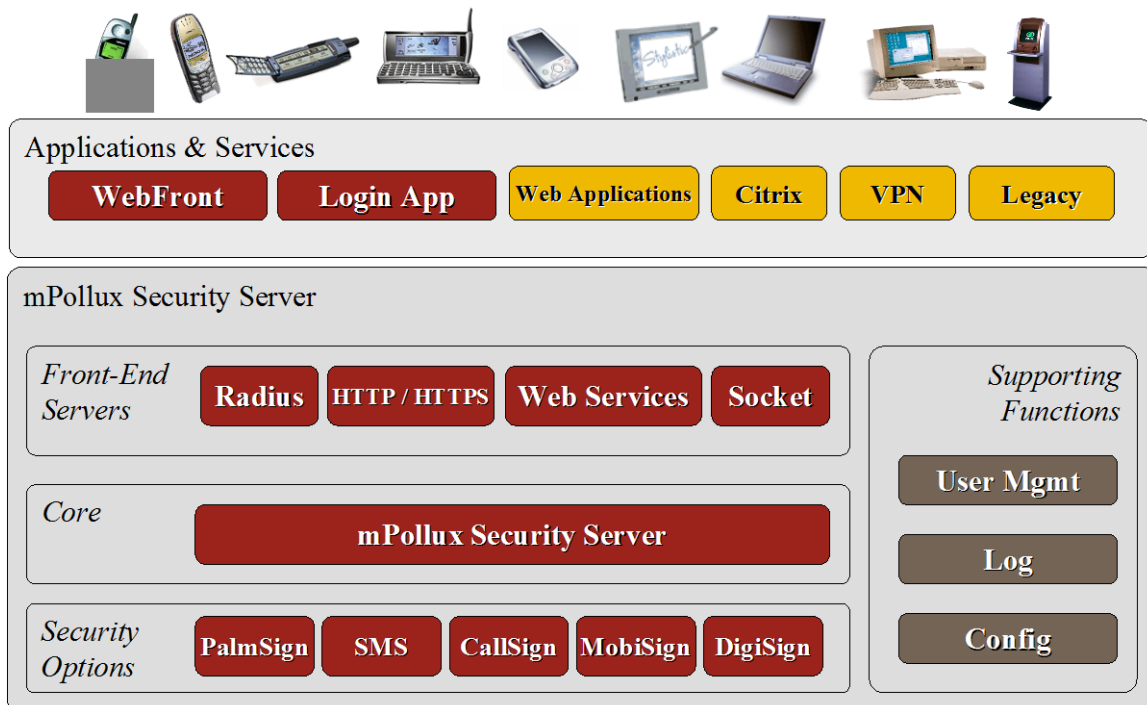 Stylistic
Applications & Services
WebFront
Login App
Web Applications
Citrix
VPN
Legacy
mPollux Security Server
Front-End
Servers
Radius
HTTP / HTTPS
Web Services
Socket
Supporting
Functions
User Mgmt
Log
Config
Core
mPollux Security Server
Security
Options
PalmSign
SMS
CallSign
MobiSign
DigiSign